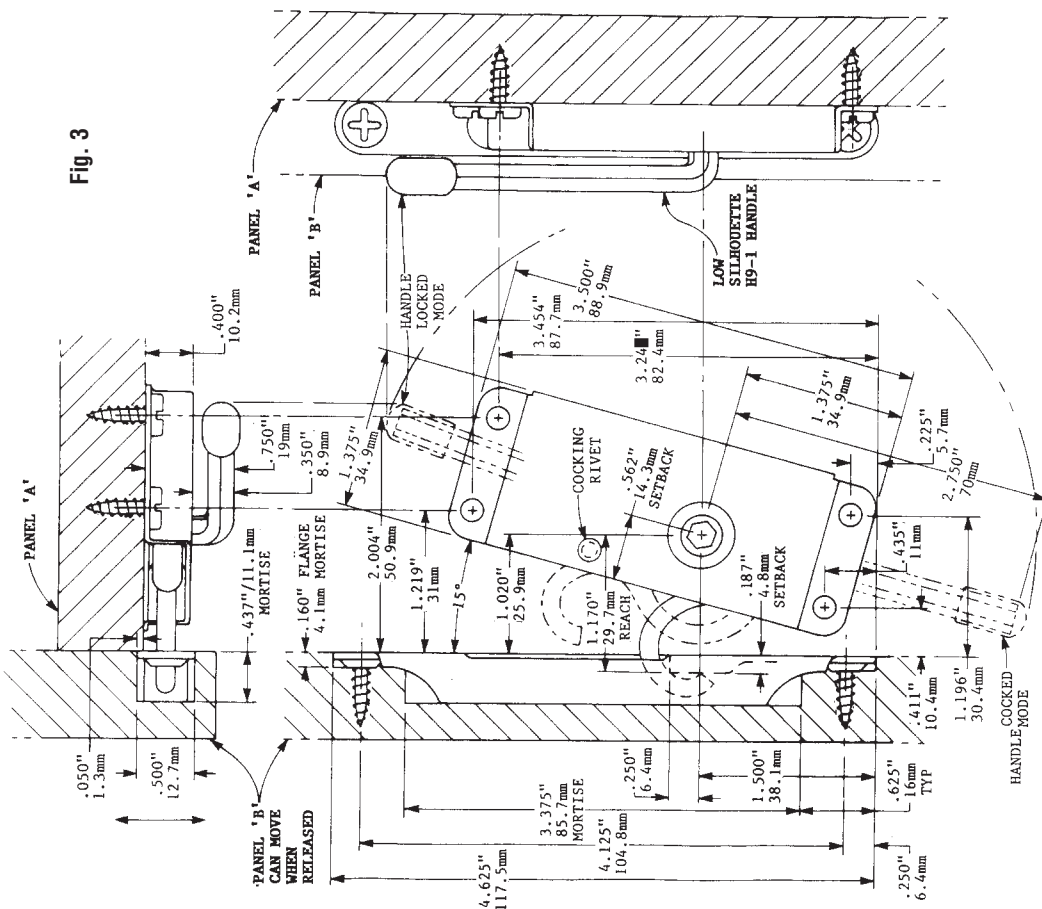 Fig. 3
PANEL 'A'
PANEL 'B'
LOW
SILHOUETTE
H9-1 HANDLE
HANDLE
LOCKED
MODE
PANEL 'A'
.400"
10.2mm
.750"
19mm
.350"
8.9mm
.437"/11.1mm
MORTISE
.160" FLANGE
4.1mm MORTISE
.050"
1.3mm
.500"
12.7mm
PANEL 'B'
CAN MOVE
WHEN
RELEASED
1.375"
34.9mm
2.004"
50.9mm
1.219"
31mm
15°
1.020"
25.9mm
1.170"
29.7mm
REACH
COCKING
RIVET
.562"
14.3mm
SETBACK
.187"
4.8mm
SETBACK
3.500"
88.9mm
3.454"
87.7mm
82.4mm
1.375"
34.9mm
2.750"
70mm
.225"
5.7mm
.435"
11mm
1.196"
30.4mm
.411"
10.4mm
HANDLE COCKED
MODE
.250"
6.4mm
1.500"
38.1mm
.625"
16mm
TYP
3.375"
85.7mm
MORTISE
4.125"
104.8mm
4.625"
117.5mm
.250"
6.4mm